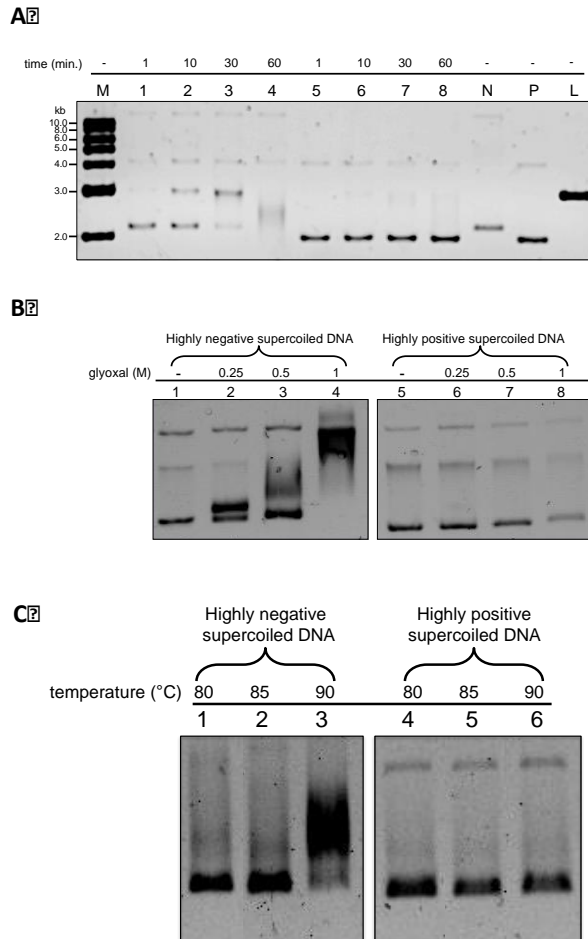 A⍰
time (min.) - 1 10 30 60 1 10 30 60 - - -
M 1 2 3 4 5 6 7 8 N P L
kb
10.0
8.0
6.0
5.0
4.0
3.0
2.0
B⍰
Highly negative supercoiled DNA Highly positive supercoiled DNA
glyoxal (M) - 0.25 0.5 1 - 0.25 0.5 1
1 2 3 4 5 6 7 8
C⍰
Highly negative Highly positive
supercoiled DNA supercoiled DNA
temperature (°C) 80 85 90 80 85 90
1 2 3 4 5 6